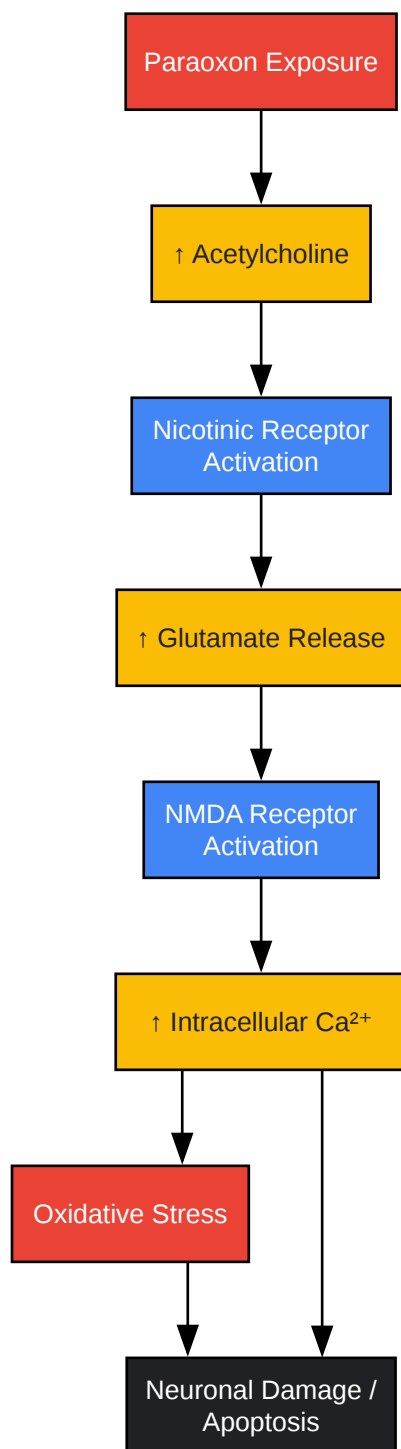 Paraoxon Exposure
↑ Acetylcholine
Nicotinic Receptor
Activation
↑ Glutamate Release
NMDA Receptor
Activation
↑ Intracellular Ca²⁺
Oxidative Stress
Neuronal Damage /
Apoptosis